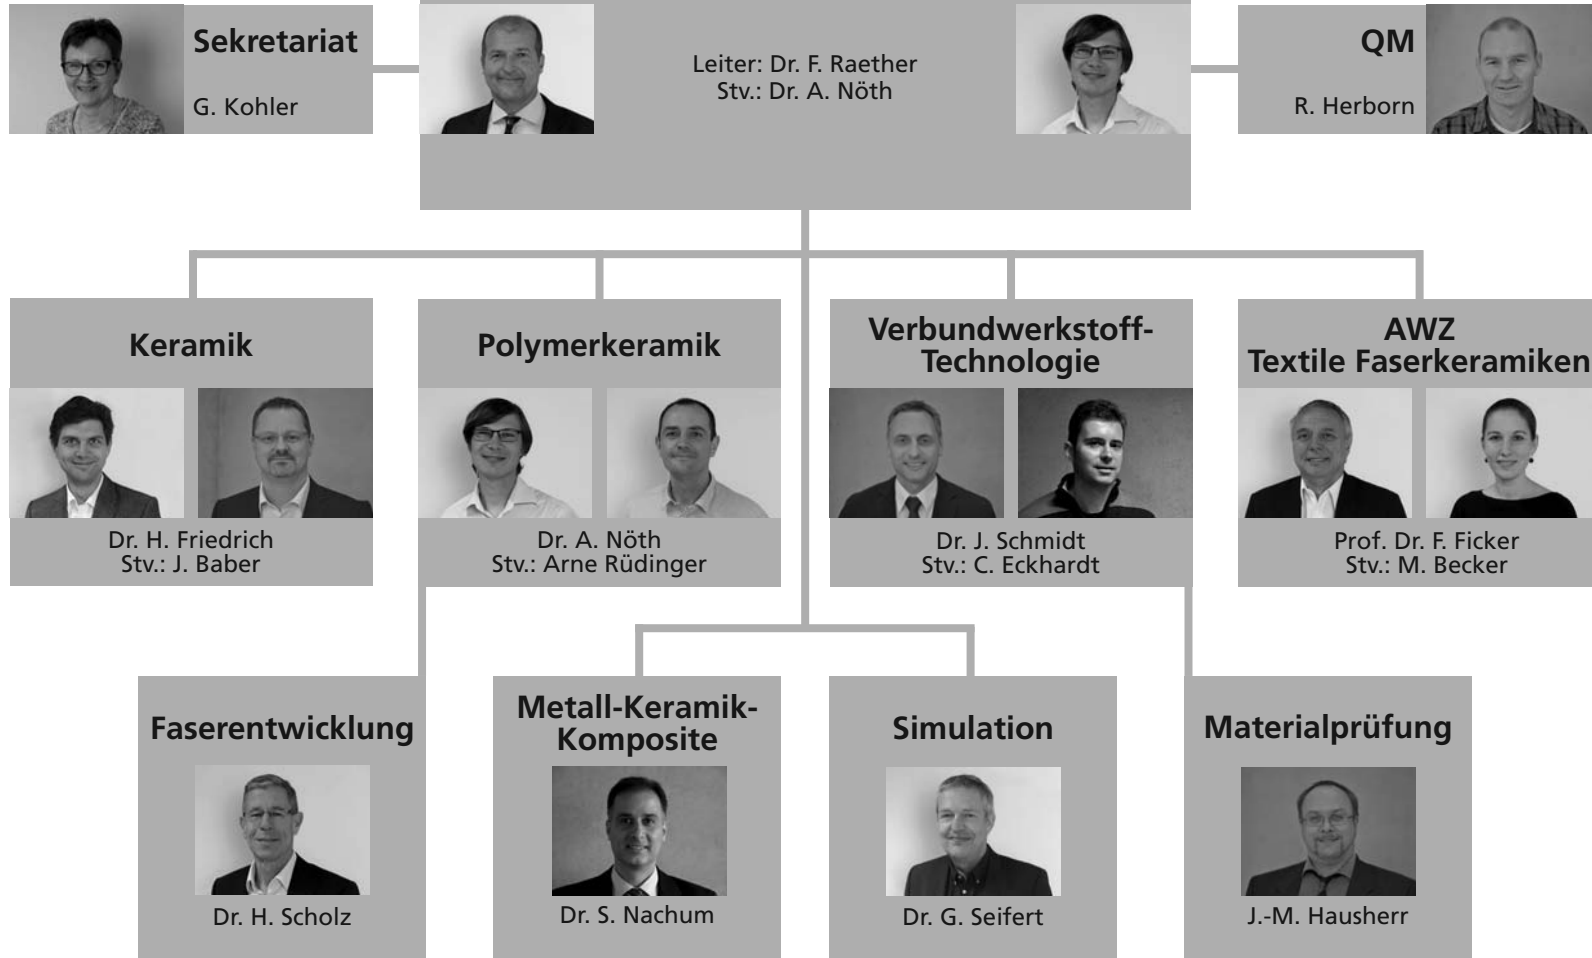 Sekretariat
G. Kohler
Leiter: Dr. F. Raether
Stv.: Dr. A. Nöth
QM
R. Herborn
Keramik
Dr. H. Friedrich
Stv.: J. Baber
Polymerkeramik
Dr. A. Nöth
Stv.: Arne Rüdinger
Verbundwerkstoff-
Technologie
Dr. J. Schmidt
Stv.: C. Eckhardt
AWZ
Textile Faserkeramiken
Prof. Dr. F. Ficker
Stv.: M. Becker
Faserentwicklung
Dr. H. Scholz
Metall-Keramik-
Komposite
Dr. S. Nachum
Simulation
Dr. G. Seifert
Materialprüfung
J.-M. Hausherr